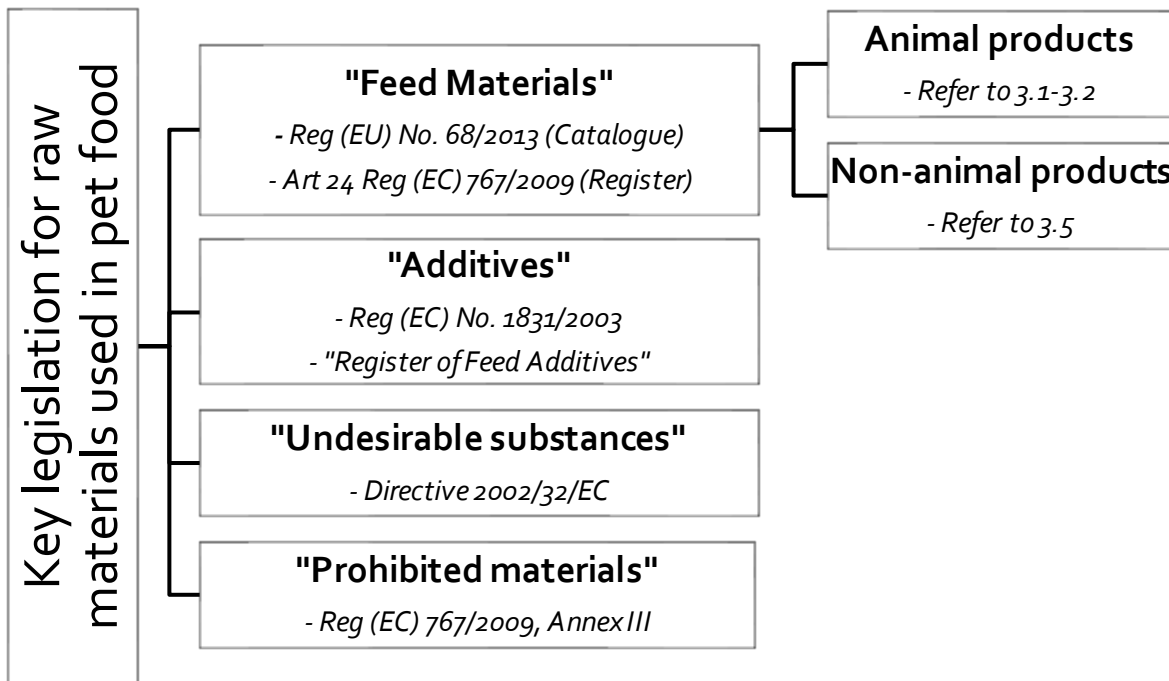 Key legislation for raw
materials used in pet food
"Feed Materials"
- Reg (EU) No. 68/2013 (Catalogue)
- Art 24 Reg (EC) 767/2009 (Register)
Animal products
- Refer to 3.1-3.2
Non-animal products
- Refer to 3.5
"Additives"
- Reg (EC) No. 1831/2003
- "Register of Feed Additives"
"Undesirable substances"
- Directive 2002/32/EC
"Prohibited materials"
- Reg (EC) 767/2009, Annex III